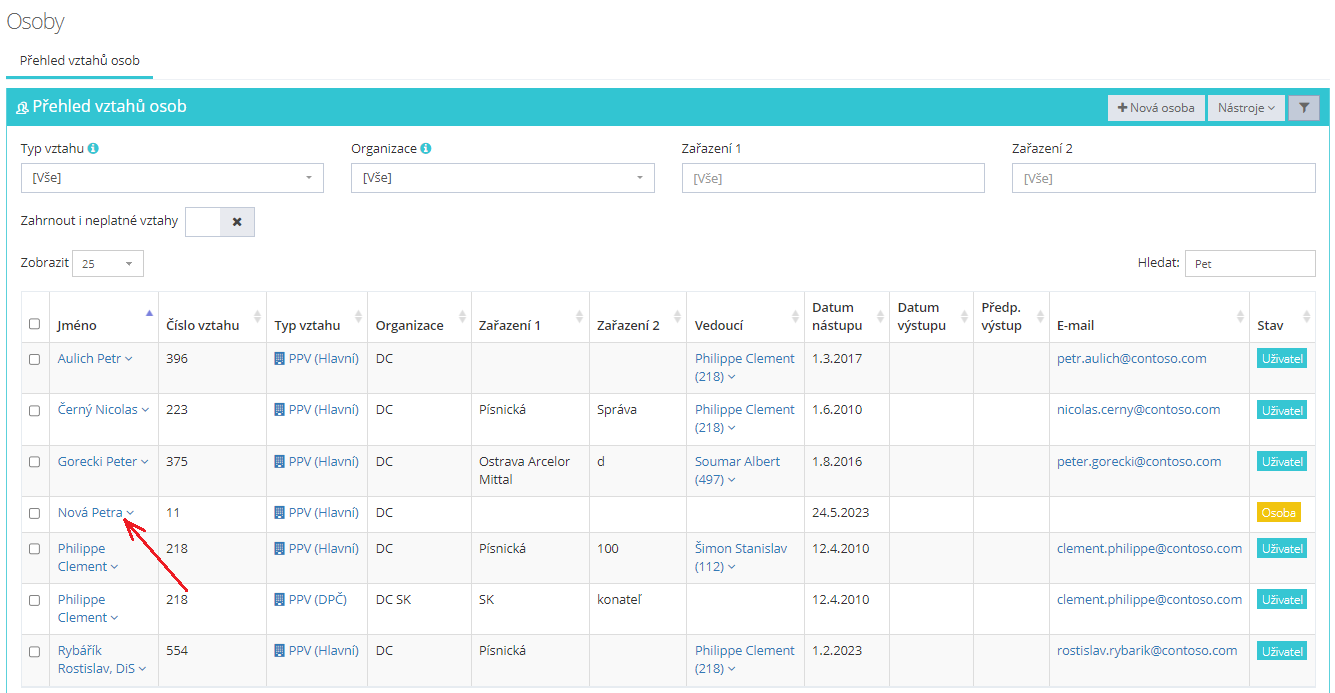 Osoby
Přehled vztahů osob
Přehled vztahů osob
Nová osoba Nástroje
Typ vztahu Organizace Zařazení 1 Zařazení 2
[Vše] [Vše] [Vše] [Vše]
Zahrnout i neplatné vztahy
Zobrazit 25 Hledat: Pet
Jméno Číslo vztahu Typ vztahu Organizace Zařazení 1 Zařazení 2 Vedoucí Datum nástupu Datum výstupu Předp. výstup E-mail Stav
Aulich Petr 396 PPV (Hlavní) DC Philippe Clement (218) 1.3.2017 petr.aulich@contoso.com Uživatel
Černý Nicolas 223 PPV (Hlavní) DC Písnická Správa Philippe Clement (218) 1.6.2010 nicolas.cerny@contoso.com Uživatel
Gorecki Peter 375 PPV (Hlavní) DC Ostrava Arcelor Mittal d Soumar Albert (497) 1.8.2016 peter.gorecki@contoso.com Uživatel
Nová Petra 11 PPV (Hlavní) DC 24.5.2023 Osoba
Philippe Clement 218 PPV (Hlavní) DC Písnická 100 Šimon Stanislav (112) 12.4.2010 clement.philippe@contoso.com Uživatel
Philippe Clement 218 PPV (DPČ) DC SK SK konateľ 12.4.2010 clement.philippe@contoso.com Uživatel
Rybářík Rostislav, DiS 554 PPV (Hlavní) DC Písnická Philippe Clement (218) 1.2.2023 rostislav.rybarik@contoso.com Uživatel